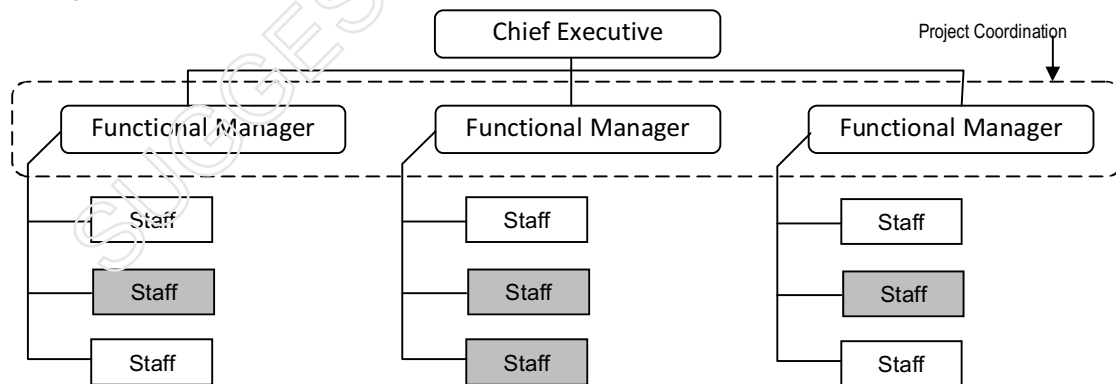 Chief Executive
Project Coordination
Functional Manager Functional Manager Functional Manager
Staff Staff Staff
Staff Staff Staff
Staff Staff Staff
SUGGES